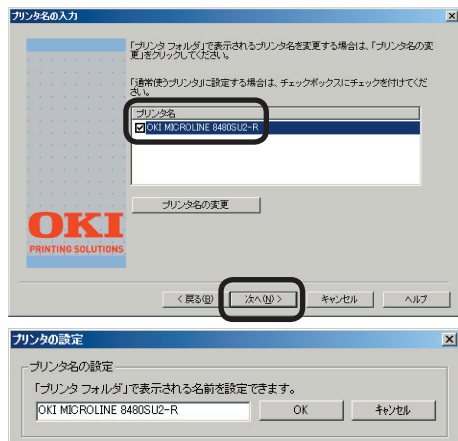 プリンタ名の入力
「プリンタ フォルダ」で表示されるプリンタ名を変更する場合は、「プリンタ名の変
更」をクリックしてください。
「通常使うプリンタ」に設定する場合は、チェックボックスにチェックを付けてくだ
さい。
プリンタ名
OKI MICROLINE 8480SU2-R
プリンタ名の変更
OKI
PRINTING SOLUTIONS
< 戻る(B)
次へ(N) >
キャンセル
ヘルプ
プリンタの設定
プリンタ名の設定
「プリンタ フォルダ」で表示される名前を設定できます。
OKI MICROLINE 8480SU2-R
OK
キャンセル